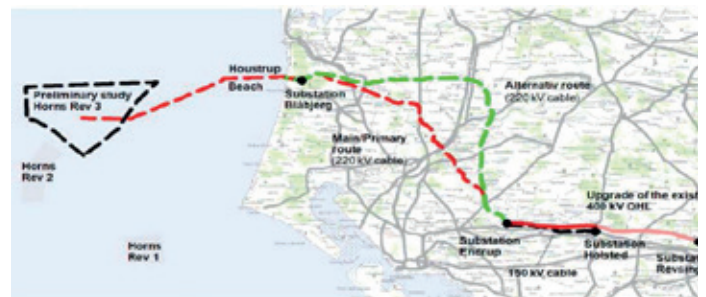 Houstrup
Beach
Preliminary study
Horns Rev 3
Substation
Blåbjerg
Alternativ route
(220 kV cable)
Main/Primary
route
(220 kV cable)
Horns
Rev 2
Upgrade of the exist
400 kV OHL
Horns
Rev 1
Substation
Endrup
Substation
Holsted
Substa
Revsing
150 kV cable